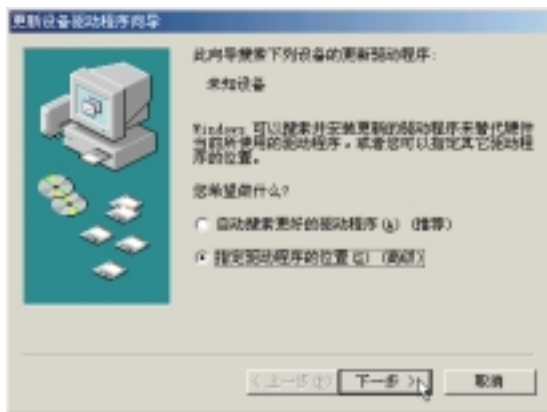 更新设备驱动程序向导
此向导搜索下列设备的更新驱动程序：
未知设备
Windows 可以搜索并安装更新的驱动程序来替代硬件
当前所使用的驱动程序，或者您可以指定其它驱动程
序的位置。
您希望做什么?
自动搜索更好的驱动程序(A) (推荐)
指定驱动程序的位置(L) (高级)
< 上一步(P)
下一步 >
取消